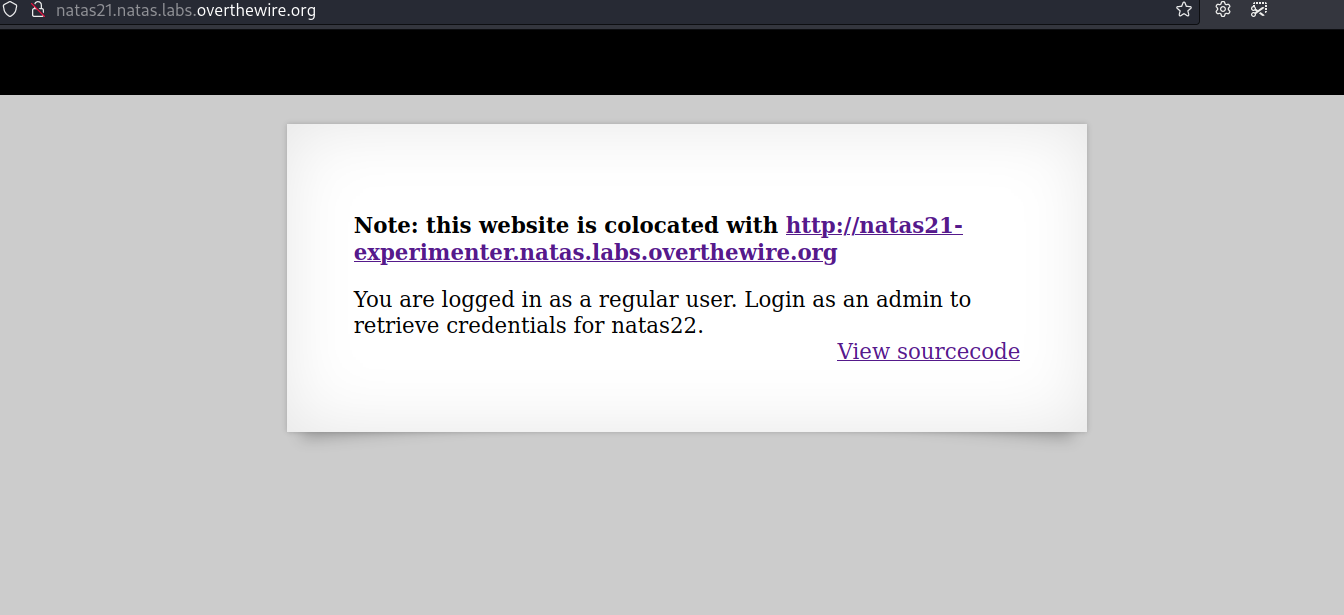 natas21.natas.labs.overthewire.org
Note: this website is colocated with http://natas21-
experimenter.natas.labs.overthewire.org
You are logged in as a regular user. Login as an admin to
retrieve credentials for natas22.
View sourcecode